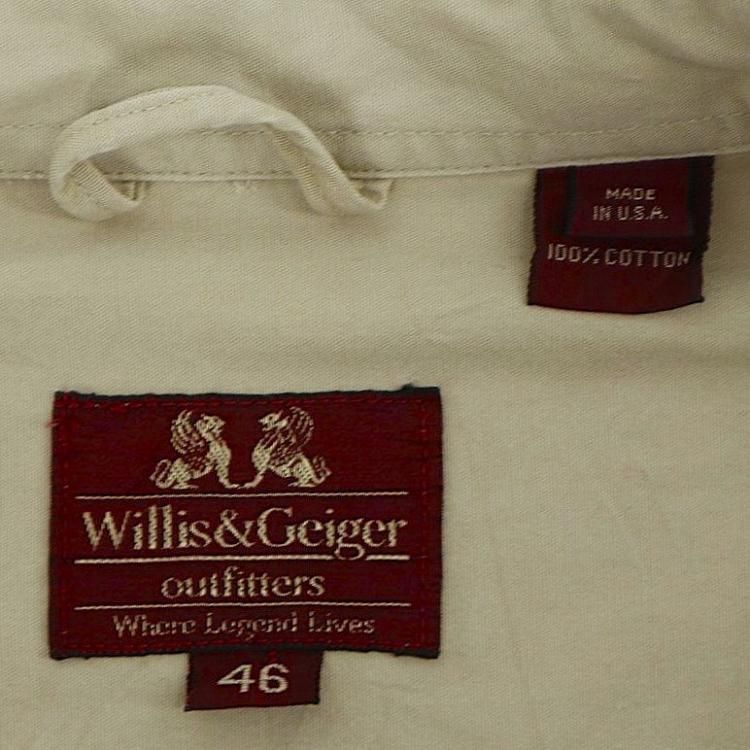 MADE
IN U.S.A.
100% COTTON
Willis&Geiger
outfitters
Where Legend Lives
46